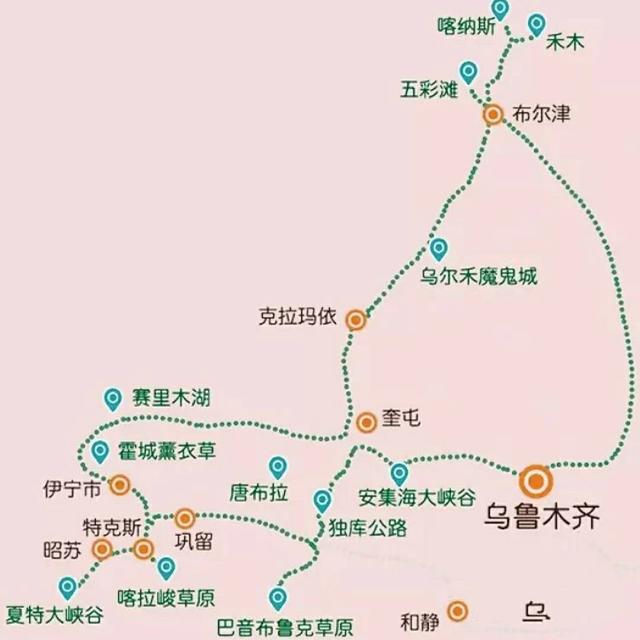 喀纳斯
禾木
五彩滩
布尔津
乌尔禾魔鬼城
克拉玛依
赛里木湖
奎屯
霍城薰衣草
伊宁市
唐布拉
安集海大峡谷
乌鲁木齐
独库公路
特克斯
巩留
昭苏
喀拉峻草原
夏特大峡谷
巴音布鲁克草原
和静
乌